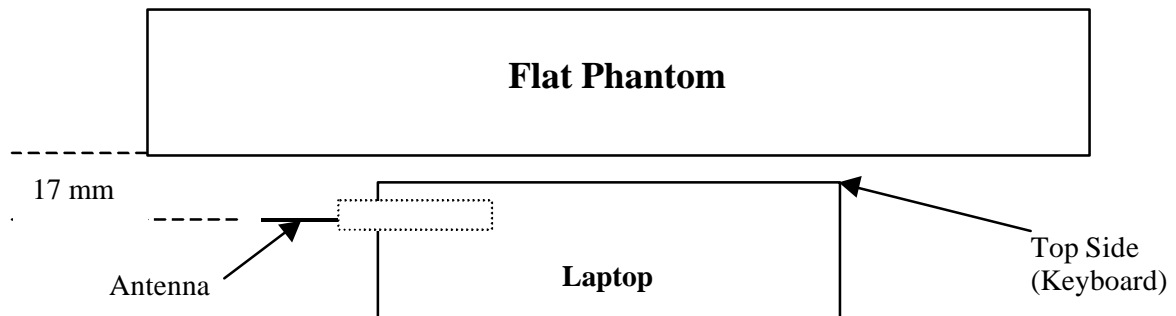 Flat Phantom
17 mm
Antenna
Laptop
Top Side
(Keyboard)